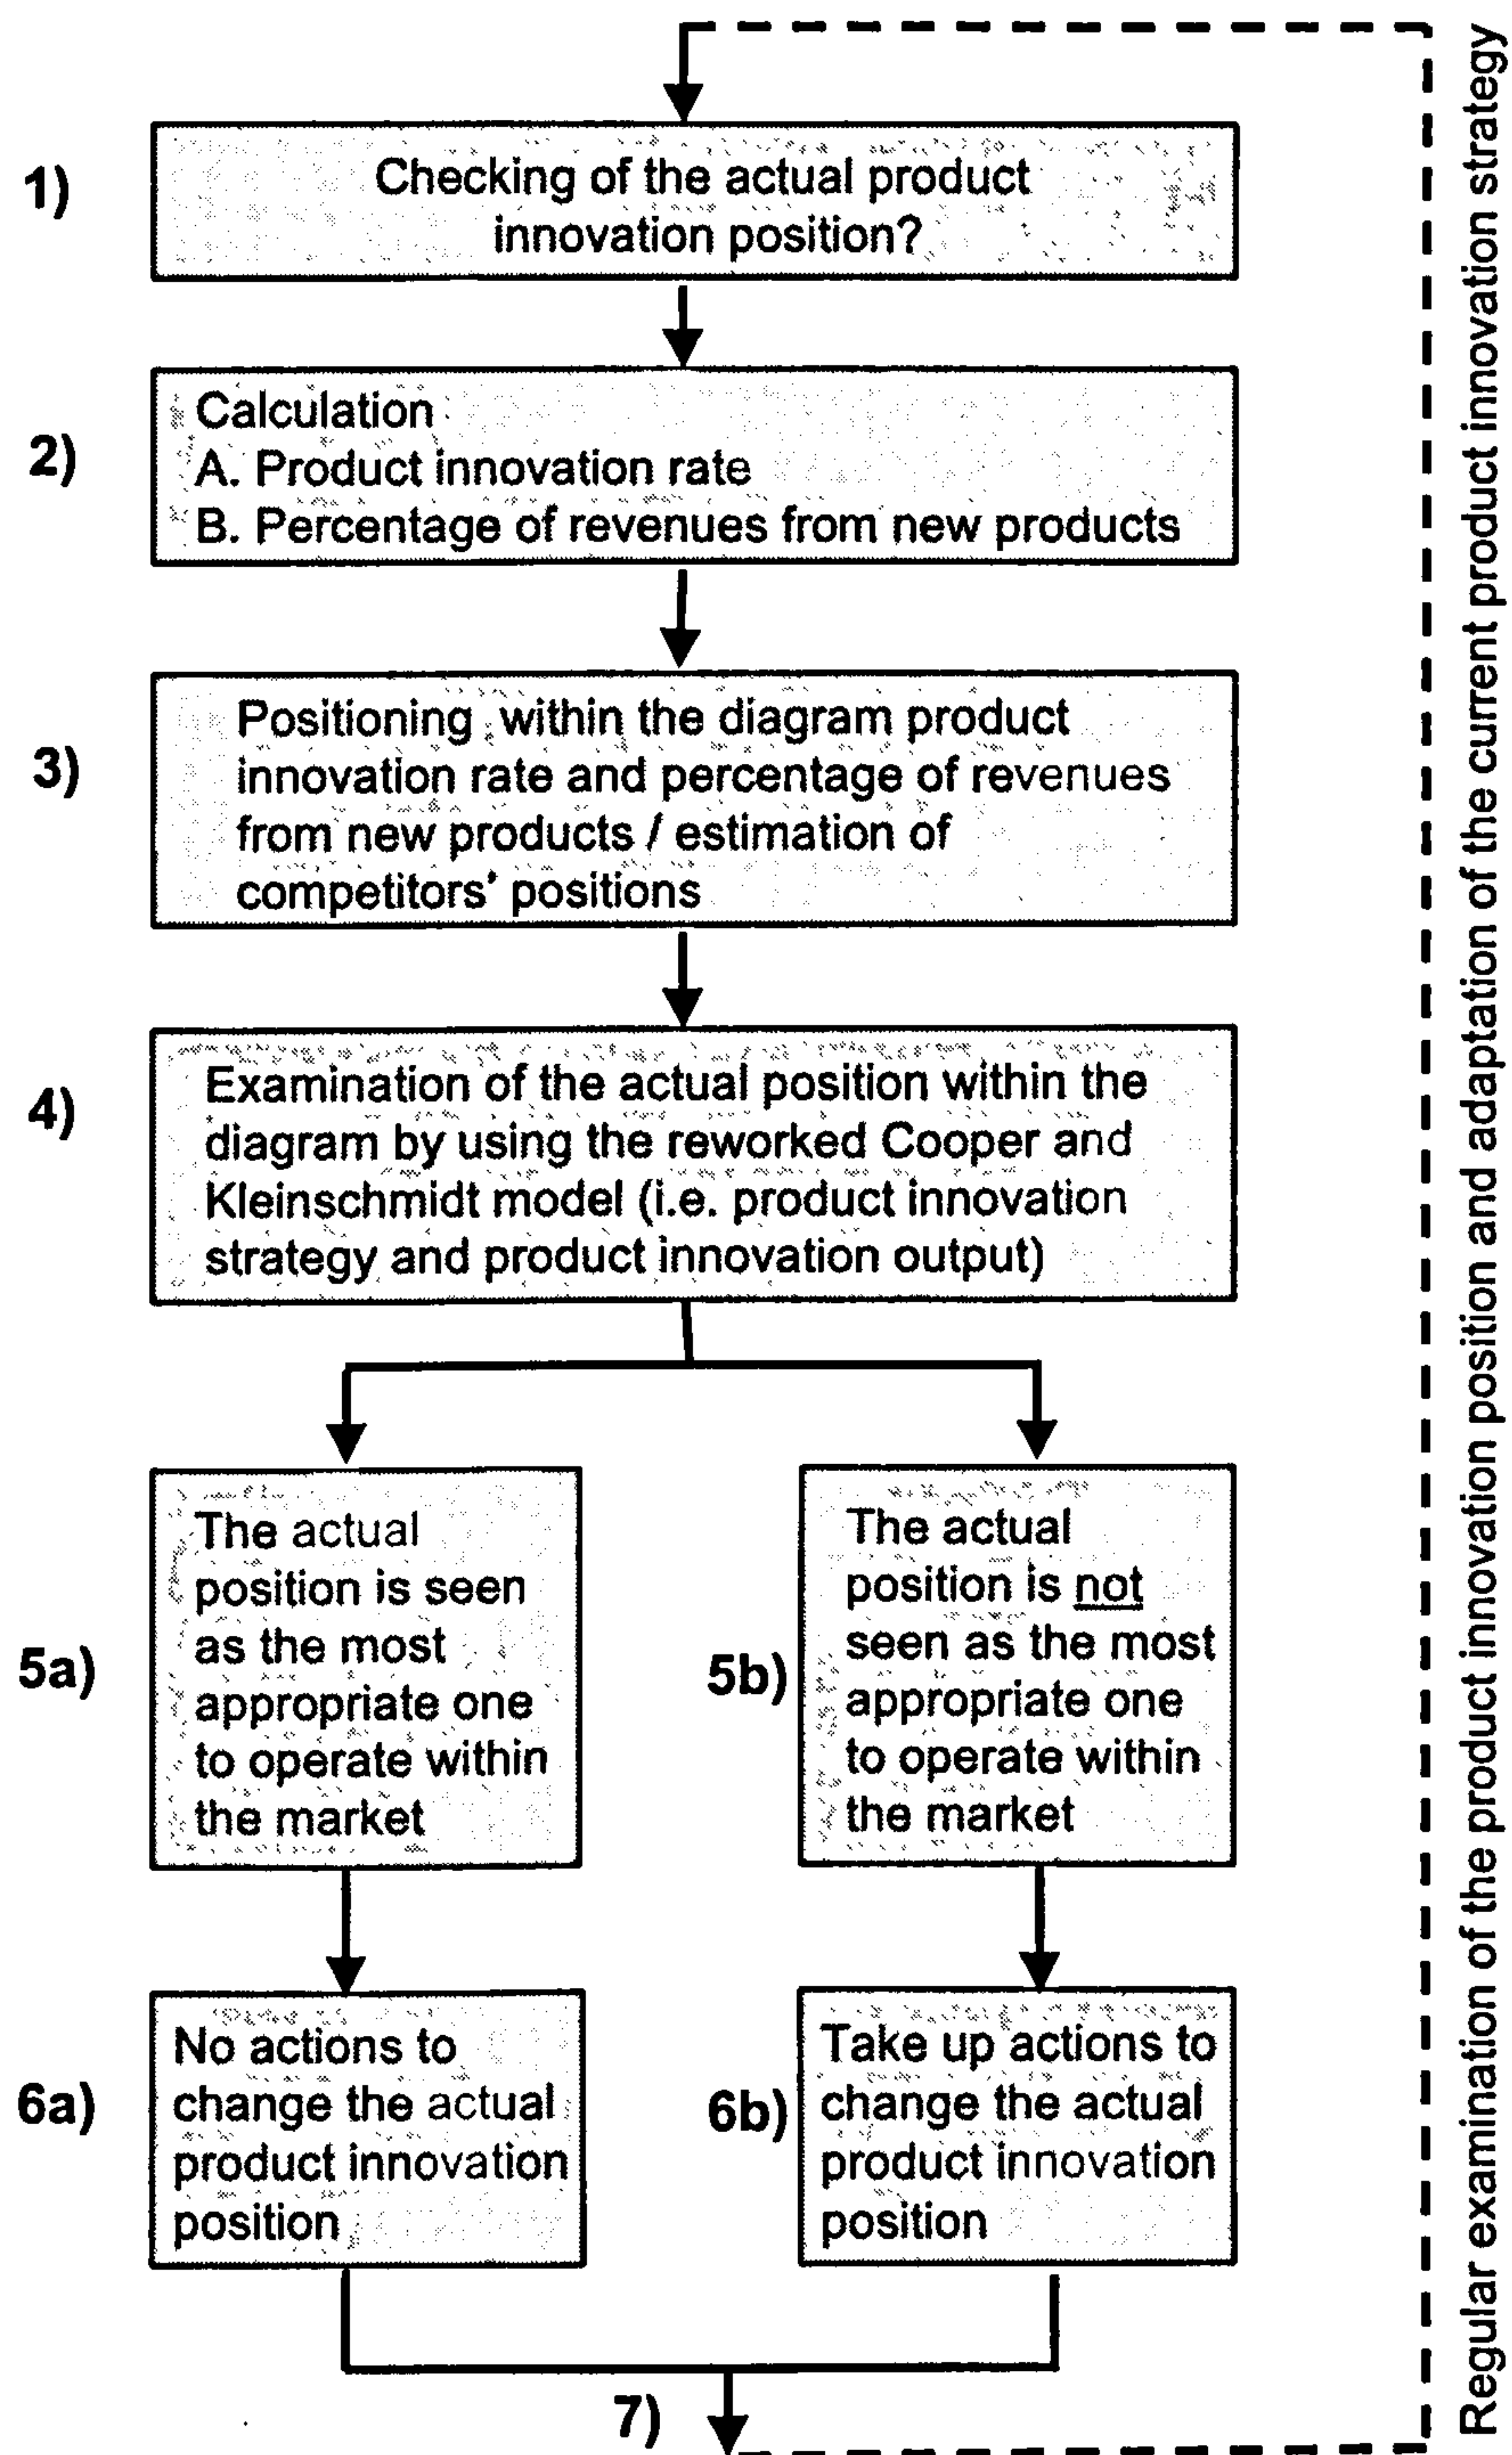 1)
Checking of the actual product
innovation position?
2)
Calculation
A. Product innovation rate
B. Percentage of revenues from new products
3)
Positioning within the diagram product
innovation rate and percentage of revenues
from new products / estimation of
competitors' positions
4)
Examination of the actual position within the
diagram by using the reworked Cooper and
Kleinschmidt model (i.e. product innovation
strategy and product innovation output)
5a)
The actual
position is seen
as the most
appropriate one
to operate within
the market
5b)
The actual
position is not
seen as the most
appropriate one
to operate within
the market
6a)
No actions to
change the actual
product innovation
position
6b)
Take up actions to
change the actual
product innovation
position
7)
Regular examination of the product innovation position and adaptation of the current product innovation strategy